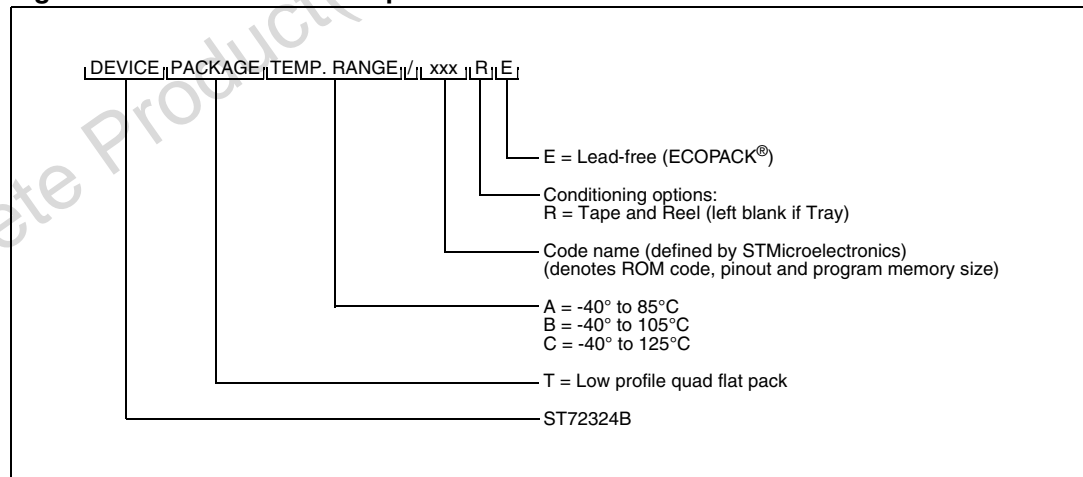 DEVICE PACKAGE TEMP. RANGE / xxx R E
E = Lead-free (ECOPACK®)
Conditioning options:
R = Tape and Reel (left blank if Tray)
Code name (defined by STMicroelectronics)
(denotes ROM code, pinout and program memory size)
A = -40° to 85°C
B = -40° to 105°C
C = -40° to 125°C
T = Low profile quad flat pack
ST72324B